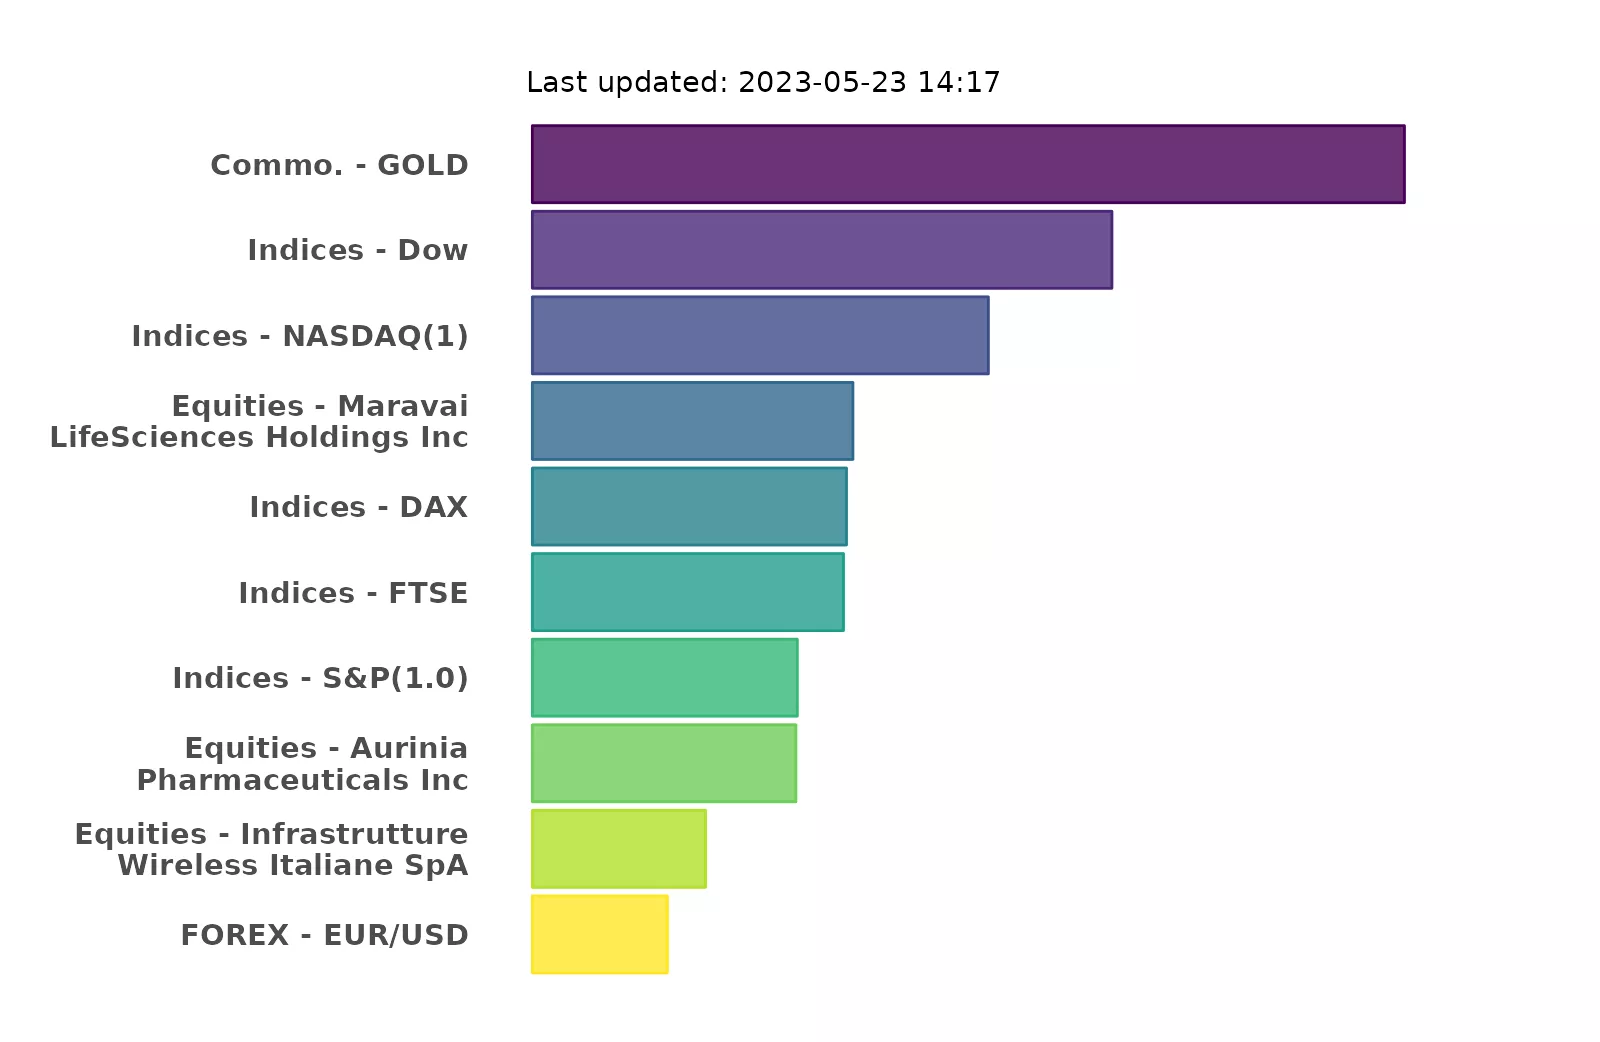 Last updated: 2023-05-23 14:17
Commo. - GOLD
Indices - Dow
Indices - NASDAQ(1)
Equities - Maravai
LifeSciences Holdings Inc
Indices - DAX
Indices - FTSE
Indices - S&P(1.0)
Equities - Aurinia
Pharmaceuticals Inc
Equities - Infrastrutture
Wireless Italiane SpA
FOREX - EUR/USD